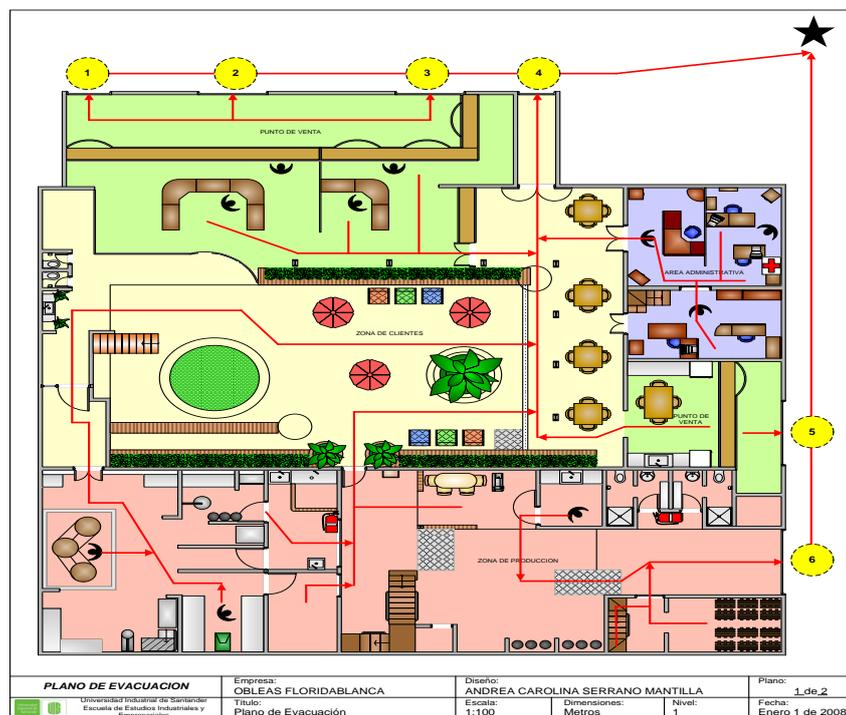 1
2
3
4
PUNTO DE VENTA
AREA ADMINISTRATIVA
ZONA DE CLIENTES
PUNTO DE
VENTA
5
ZONA DE PRODUCCION
6
PLANO DE EVACUACION
Universidad Industrial de Santander
Escuela de Estudios Industriales y
Empresariales
Empresa:
OBLEAS FLORIDABLANCA
Titulo:
Plano de Evacuación
Diseño:
ANDREA CAROLINA SERRANO MANTILLA
Escala:
1:100
Dimensiones:
Metros
Nivel:
1
Plano:
1 de 2
Fecha:
Enero 1 de 2008